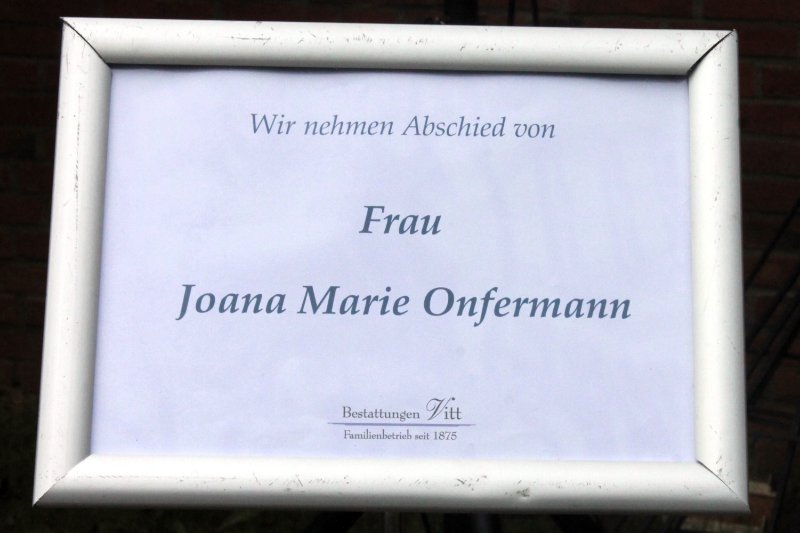 Wir nehmen Abschied von
Frau
Joana Marie Onfermann
Bestattungen Vitt
Familienbetrieb seit 1875